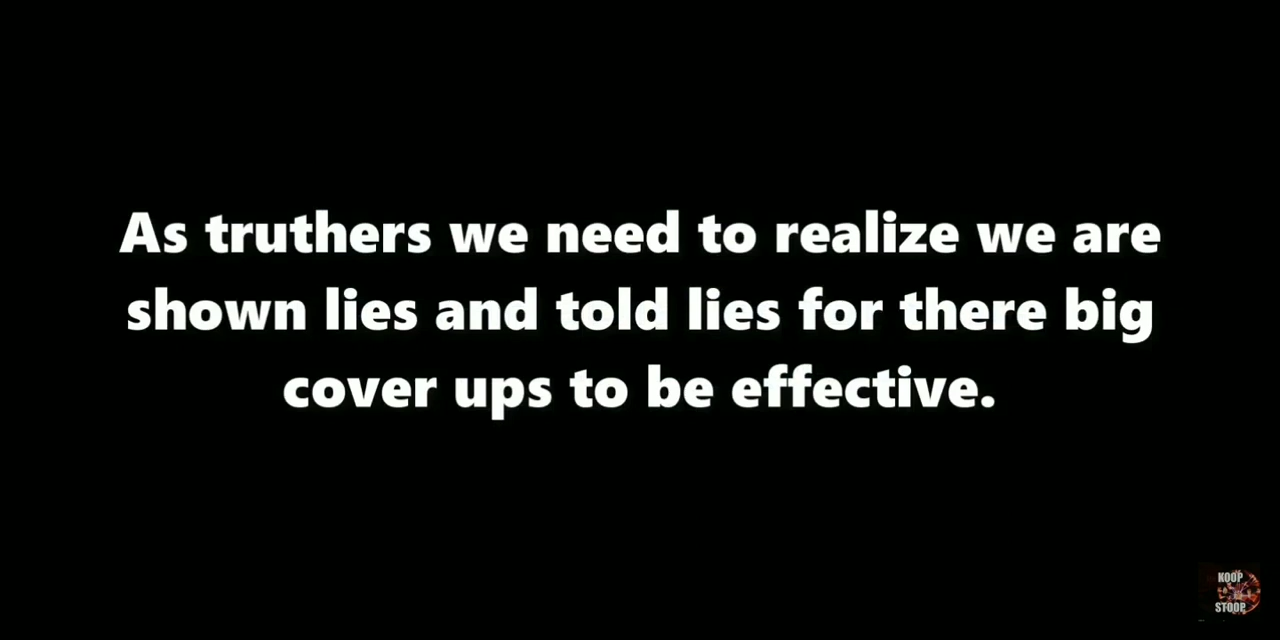 As truthers we need to realize we are
shown lies and told lies for there big
cover ups to be effective.
KOOP
STOOP